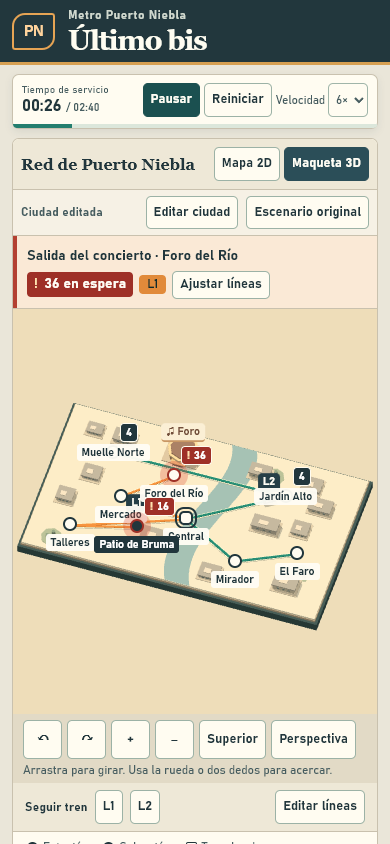 PN
Metro Puerto Niebla
Último bis
Tiempo de servicio
00:26 / 02:40
Pausar
Reiniciar
Velocidad
6×
Red de Puerto Niebla
Mapa 2D
Maqueta 3D
Ciudad editada
Editar ciudad
Escenario original
Salida del concierto · Foro del Río
! 36 en espera
L1
Ajustar líneas
4
♫ Foro
Muelle Norte
! 36
L2
4
Foro del Río
Jardín Alto
! 16
Mercado
Talleres
Patio de Bruma
Central
Mirador
El Faro
↶
↷
+
−
Superior
Perspectiva
Arrastra para girar. Usa la rueda o dos dedos para acercar.
Seguir tren
L1
L2
Editar líneas